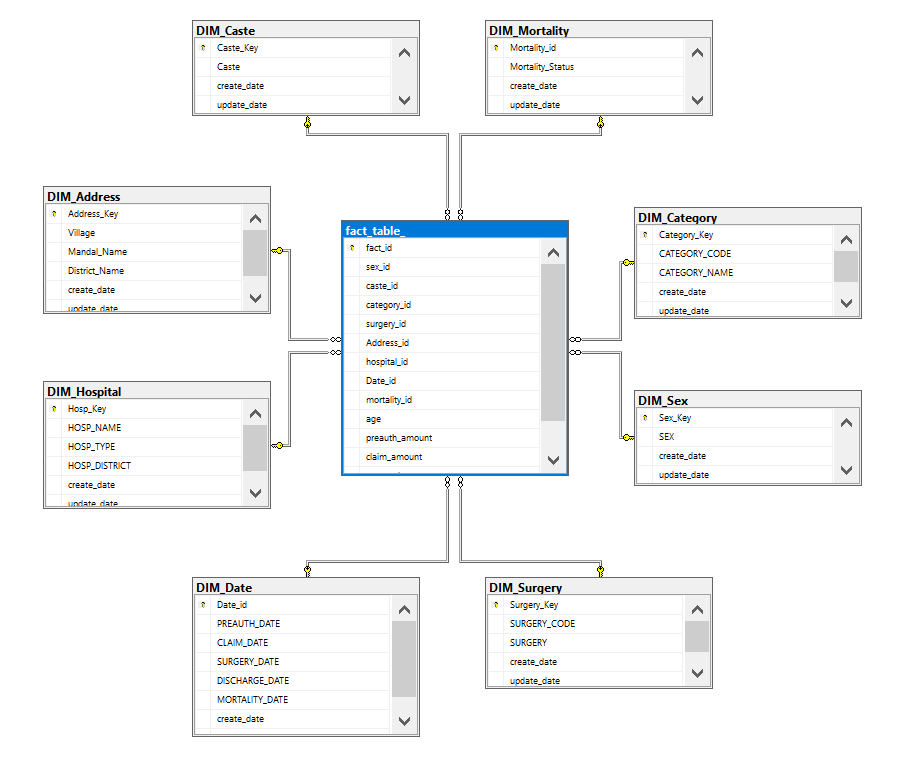 DIM_Caste
Caste_Key
Caste
create_date
update_date
DIM_Mortality
Mortality_id
Mortality_Status
create_date
update_date
DIM_Address
Address_Key
Village
Mandal_Name
District_Name
create_date
update_date
fact_table_
fact_id
sex_id
caste_id
category_id
surgery_id
Address_id
hospital_id
Date_id
mortality_id
age
preauth_amount
claim_amount
DIM_Category
Category_Key
CATEGORY_CODE
CATEGORY_NAME
create_date
update_date
DIM_Hospital
Hosp_Key
HOSP_NAME
HOSP_TYPE
HOSP_DISTRICT
create_date
update_date
DIM_Sex
Sex_Key
SEX
create_date
update_date
DIM_Date
Date_id
PREAUTH_DATE
CLAIM_DATE
SURGERY_DATE
DISCHARGE_DATE
MORTALITY_DATE
create_date
DIM_Surgery
Surgery_Key
SURGERY_CODE
SURGERY
create_date
update_date